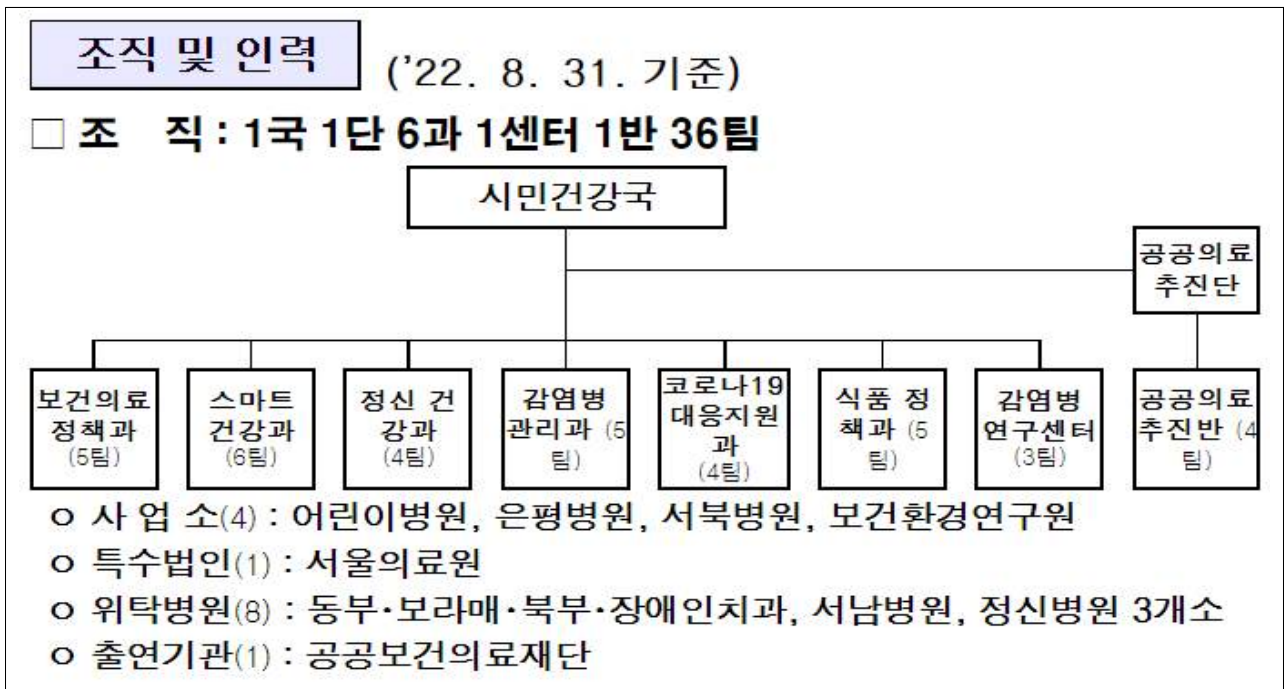 조직 및 인력 ('22. 8. 31. 기준)
□ 조 직 : 1국 1단 6과 1센터 1반 36팀
시민건강국
공공의료
추진단
보건의료
정책과
(5팀)
스마트
건강과
(6팀)
정신 건
강과
(4팀)
감염병
관리과 (5
팀)
코로나19
대응지원
과
(4팀)
식품 정
책과 (5
팀)
감염병
연구센터
(3팀)
공공의료
추진반 (4
팀)
ㅇ 사 업 소(4) : 어린이병원, 은평병원, 서북병원, 보건환경연구원
ㅇ 특수법인(1) : 서울의료원
ㅇ 위탁병원(8) : 동부·보라매·북부·장애인치과, 서남병원, 정신병원 3개소
ㅇ 출연기관(1) : 공공보건의료재단